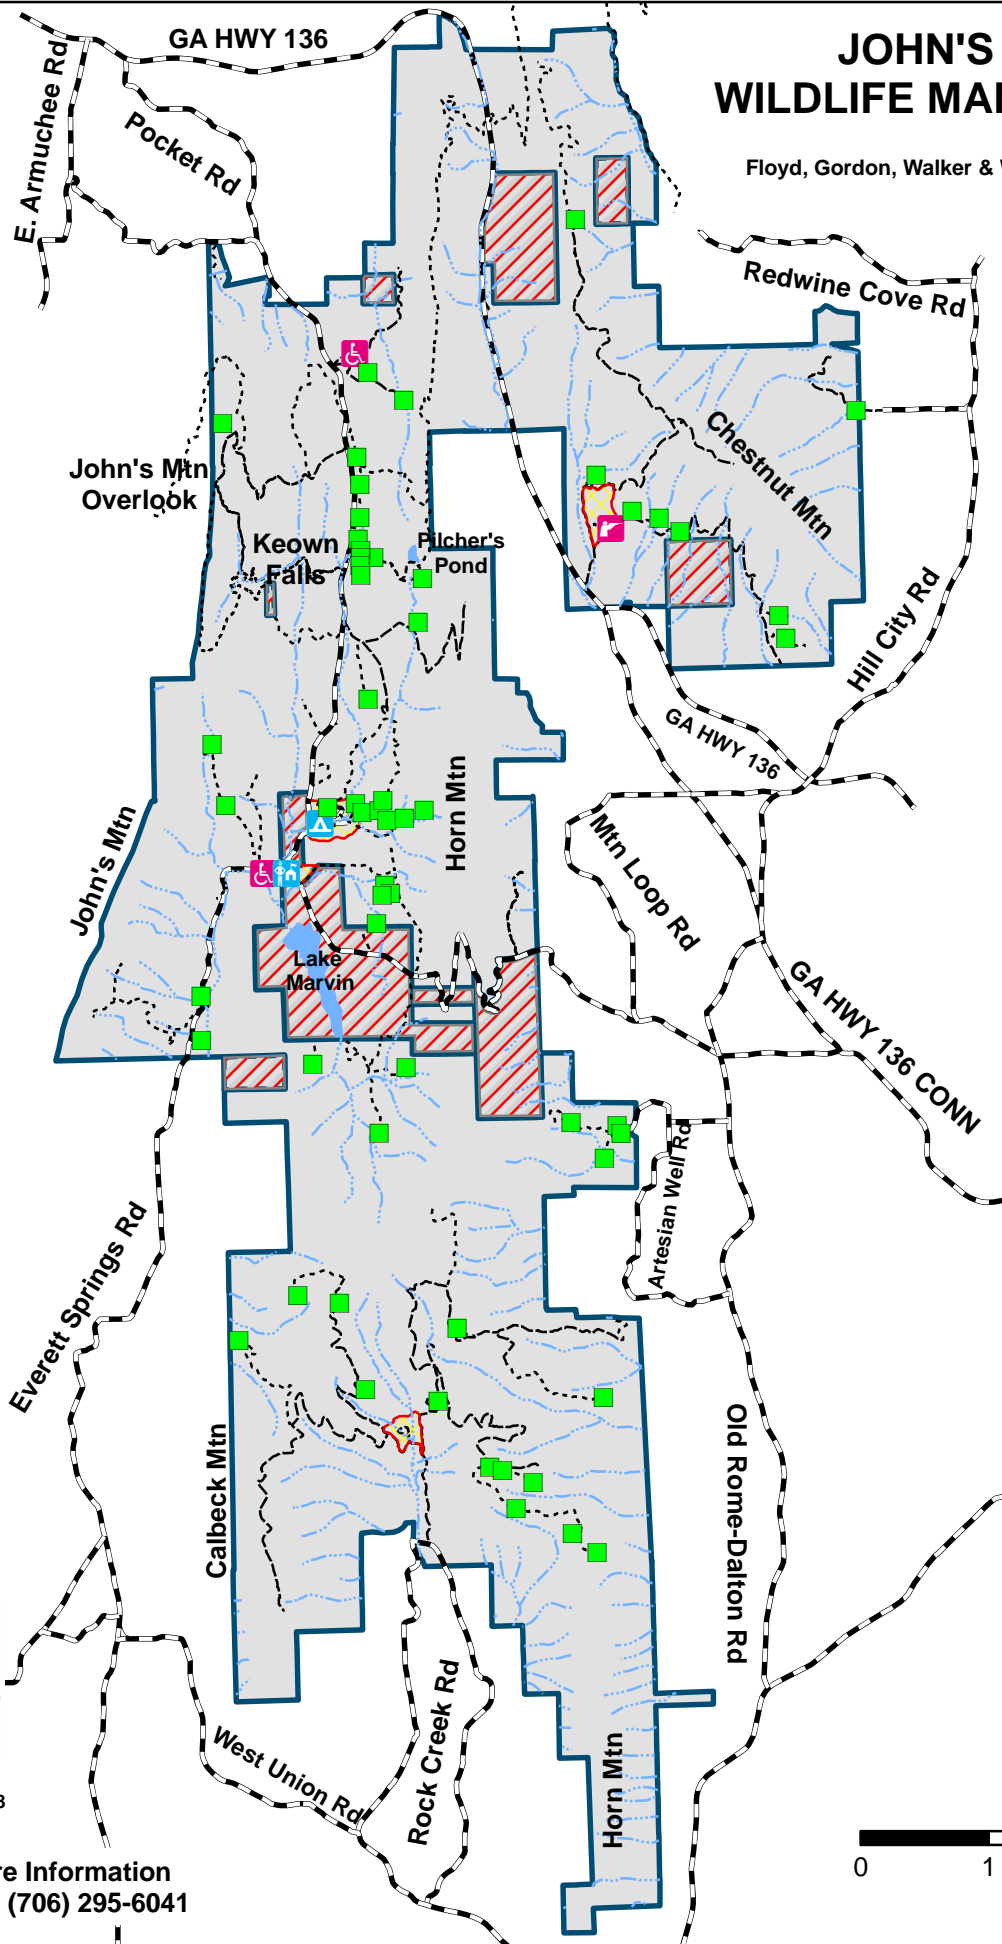 JOHN'S
WILDLIFE
Floyd, Gordon, Walker &
GA HWY 136
E. Armuchee Rd
Pocket Rd
Redwine Cove Rd
Chestnut Mtn
John's Mtn
Overlook
Keown
Falls
Pilcher's
Pond
Hill City Rd
GA HWY 136
Horn Mtn
John's Mtn
Mtn Loop Rd
Lake
Marvin
GA HWY 136 CONN
Artesian Well Rd
Everett Springs Rd
Calbeck Mtn
Old Rome-Dalton Rd
Rock Creek Rd
West Union Rd
Horn Mtn
3
re Information
(706) 295-6041
0 1